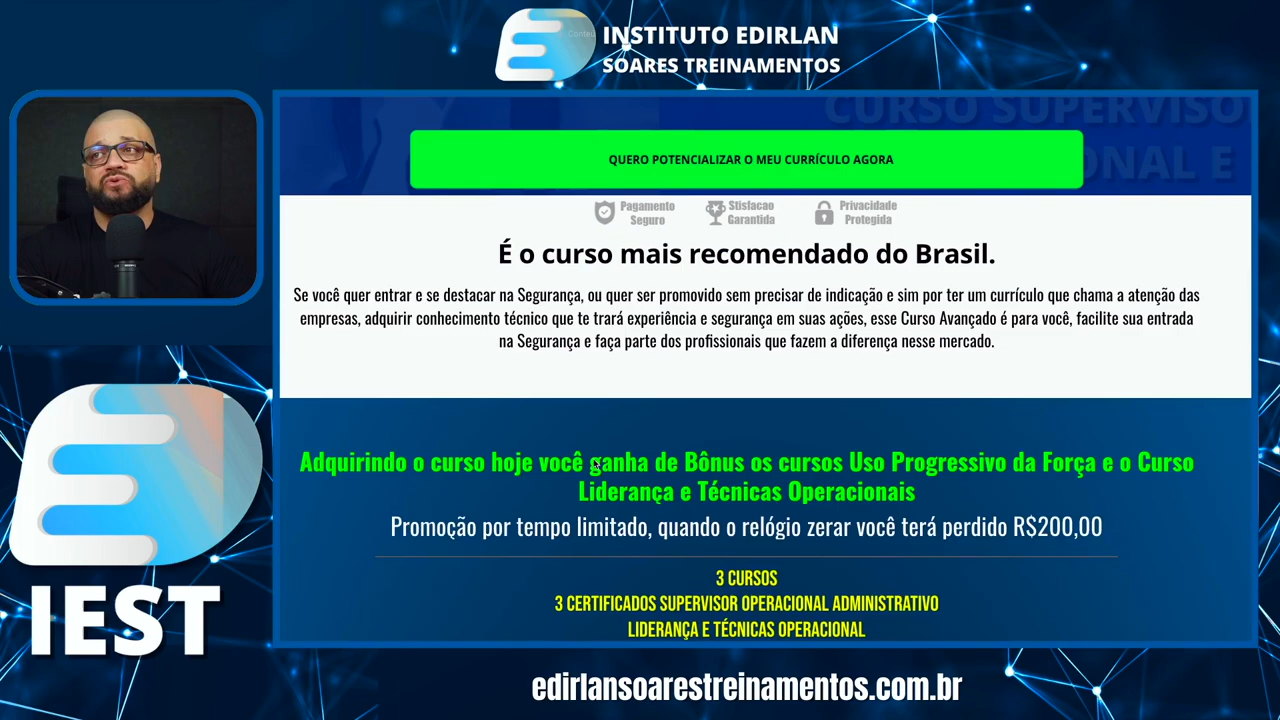 INSTITUTO EDIRLAN
SOARES TREINAMENTOS
CURSO SUPERVISO
ONAL E
QUERO POTENCIALIZAR O MEU CURRÍCULO AGORA
Pagamento
Seguro
Stisfacao
Garantida
Privacidade
Protegida
É o curso mais recomendado do Brasil.
Se você quer entrar e se destacar na Segurança, ou quer ser promovido sem precisar de indicação e sim por ter um currículo que chama a atenção das
empresas, adquirir conhecimento técnico que te trará experiência e segurança em suas ações, esse Curso Avançado é para você, facilite sua entrada
na Segurança e faça parte dos profissionais que fazem a diferença nesse mercado.
Adquirindo o curso hoje você ganha de Bônus os cursos Uso Progressivo da Força e o Curso
Liderança e Técnicas Operacionais
Promoção por tempo limitado, quando o relógio zerar você terá perdido R$200,00
3 CURSOS
3 CERTIFICADOS SUPERVISOR OPERACIONAL ADMINISTRATIVO
LIDERANÇA E TÉCNICAS OPERACIONAL
IEST
edirlansoarestreinamentos.com.br